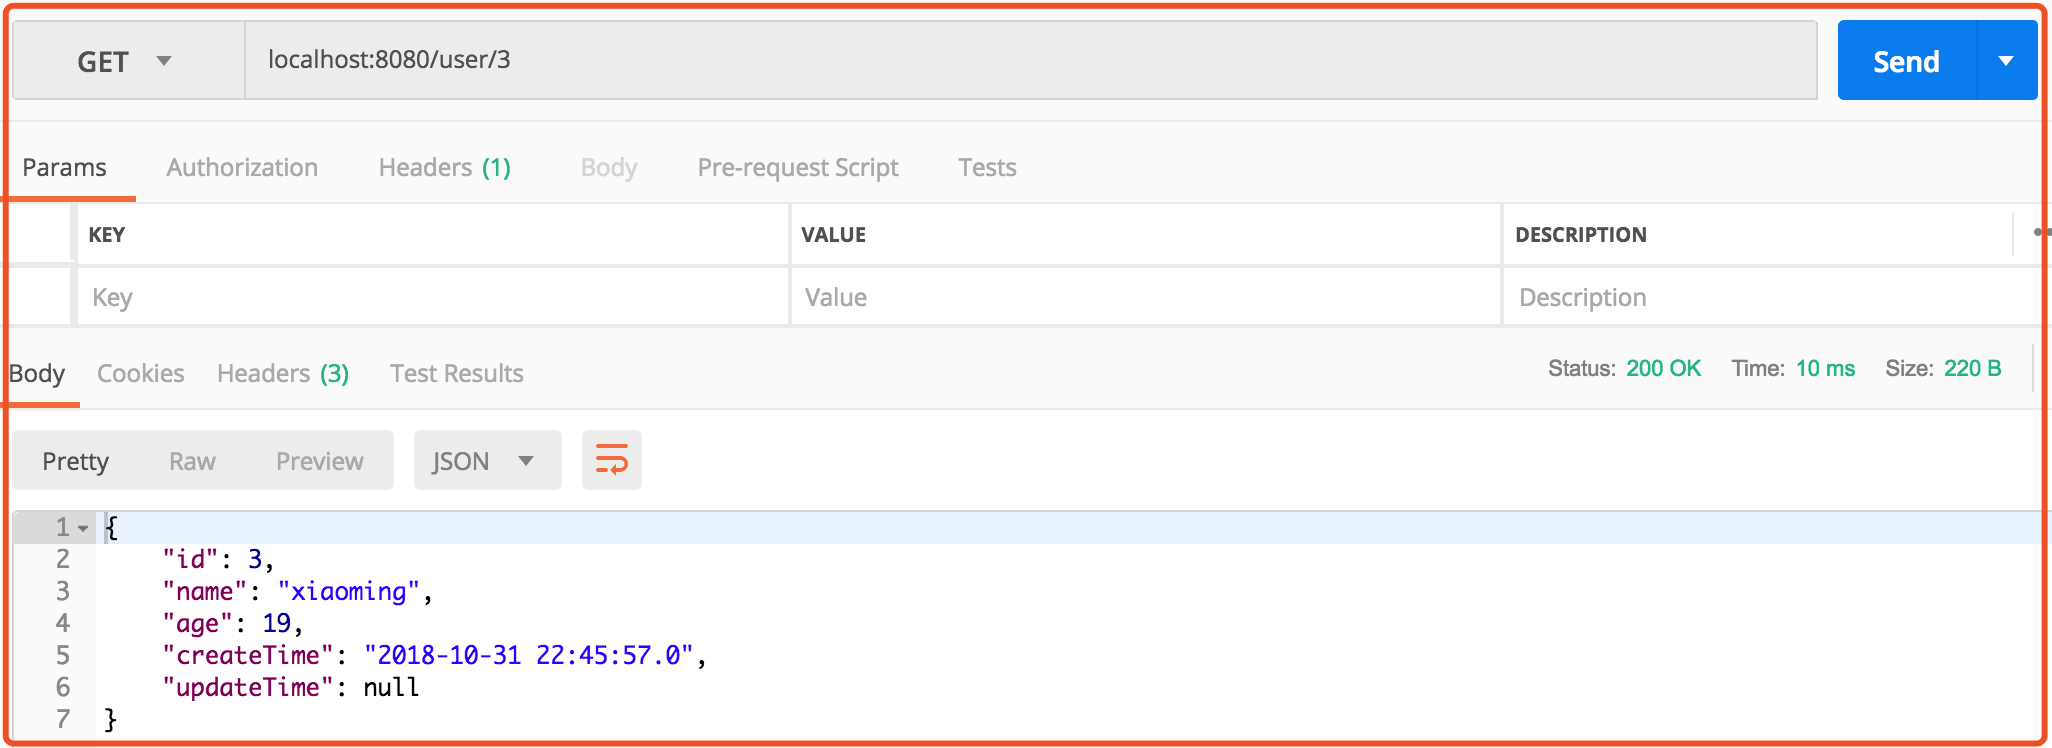 GET localhost:8080/user/3 Send
Params Authorization Headers (1) Body Pre-request Script Tests
KEY VALUE DESCRIPTION
Key Value Description
Body Cookies Headers (3) Test Results Status: 200 OK Time: 10 ms Size: 220 B
Pretty Raw Preview JSON
1 {
2 "id": 3,
3 "name": "xiaoming",
4 "age": 19,
5 "createTime": "2018-10-31 22:45:57.0",
6 "updateTime": null
7 }